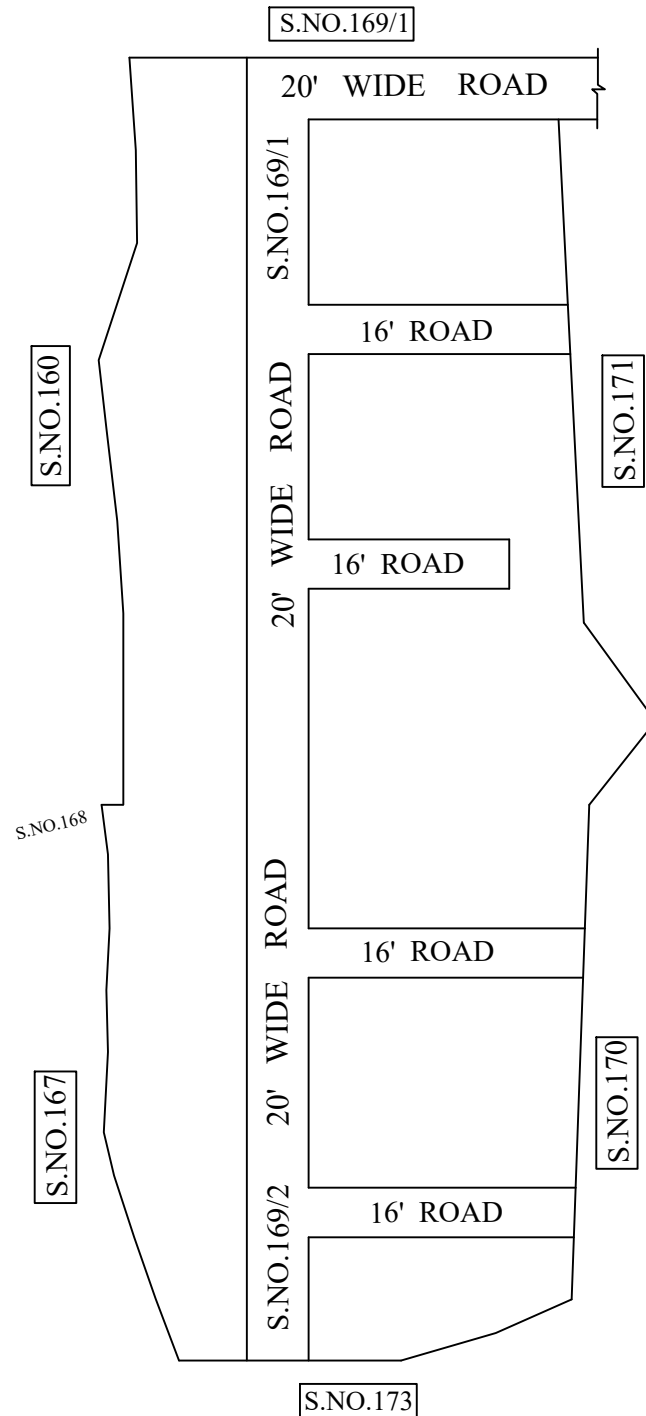 S.NO.169/1
20' WIDE ROAD
S.NO.169/1
16' ROAD
S.NO.160
20' WIDE ROAD
S.NO.171
16' ROAD
S.NO.168
20' WIDE ROAD
16' ROAD
S.NO.167
S.NO.170
S.NO.169/2
16' ROAD
S.NO.173